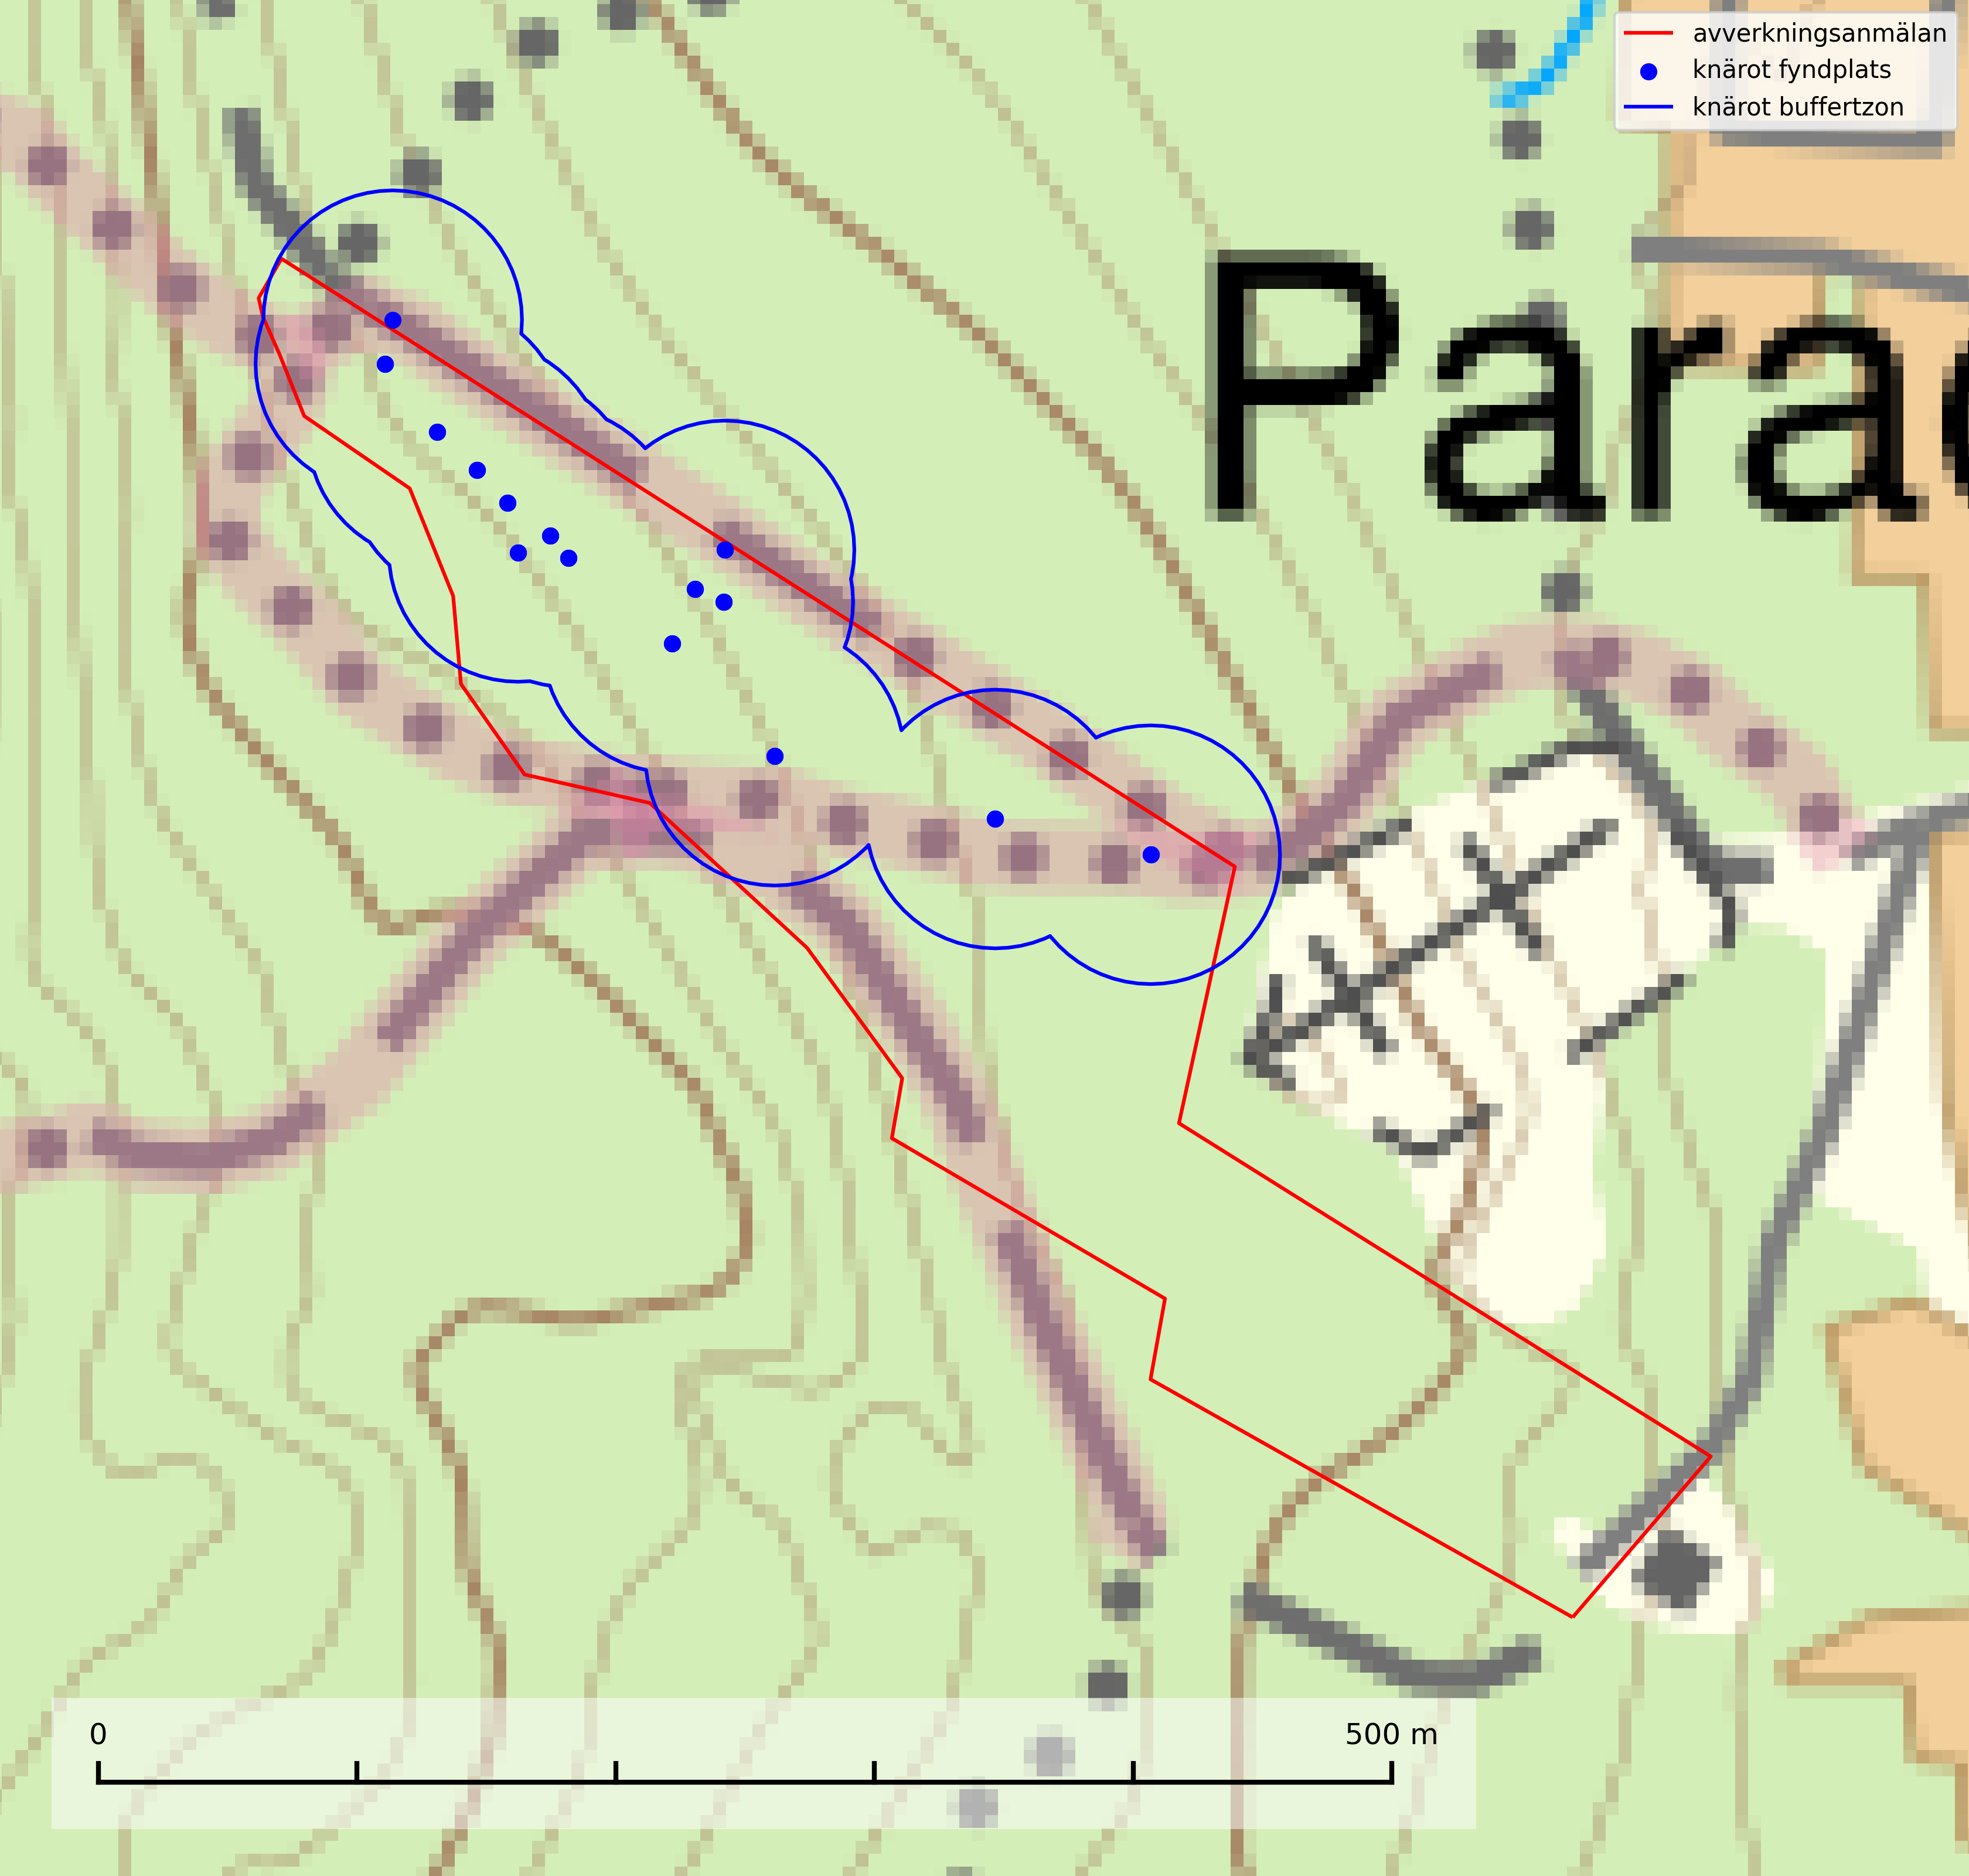 avverkningsanmälan
knärot fyndplats
knärot buffertzon
Para
0 500 m